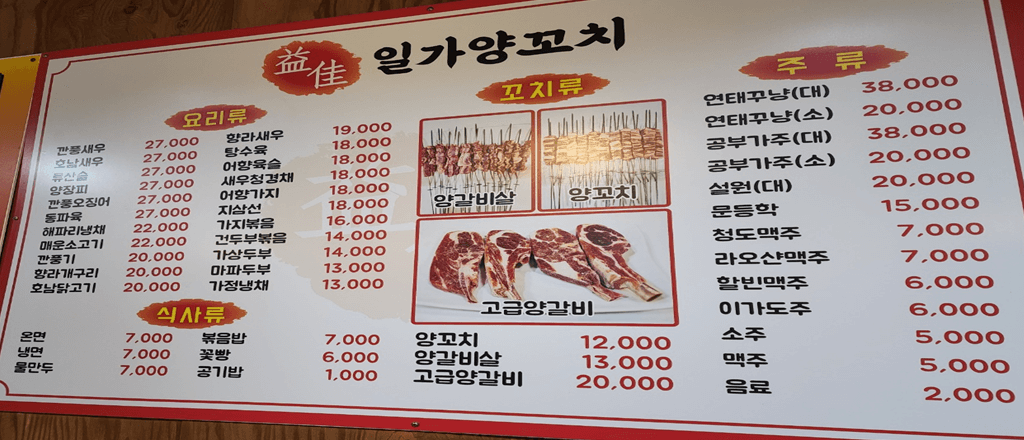 益佳 일가양꼬치
요리류
깐풍새우 27,000
호남새우 27,000
류산슬 27,000
양장피 27,000
깐풍오징어 27,000
동파육 27,000
해파리냉채 22,000
매운소고기 22,000
깐풍기 20,000
향라개구리 20,000
호남닭고기 20,000
향라새우 19,000
탕수육 18,000
어향육슬 18,000
새우청경채 18,000
어향가지 18,000
지삼선 18,000
가지볶음 16,000
건두부볶음 14,000
가상두부 14,000
마파두부 13,000
가정냉채 13,000
식사류
온면 7,000
냉면 7,000
물만두 7,000
볶음밥 7,000
꽃빵 6,000
공기밥 1,000
꼬치류
양갈비살
양꼬치
고급양갈비
양꼬치 12,000
양갈비살 13,000
고급양갈비 20,000
주류
연태꾸냥(대) 38,000
연태꾸냥(소) 20,000
공부가주(대) 38,000
공부가주(소) 20,000
설원(대) 20,000
문등학 15,000
청도맥주 7,000
라오샨맥주 7,000
할빈맥주 6,000
이가도주 6,000
소주 5,000
맥주 5,000
음료 2,000